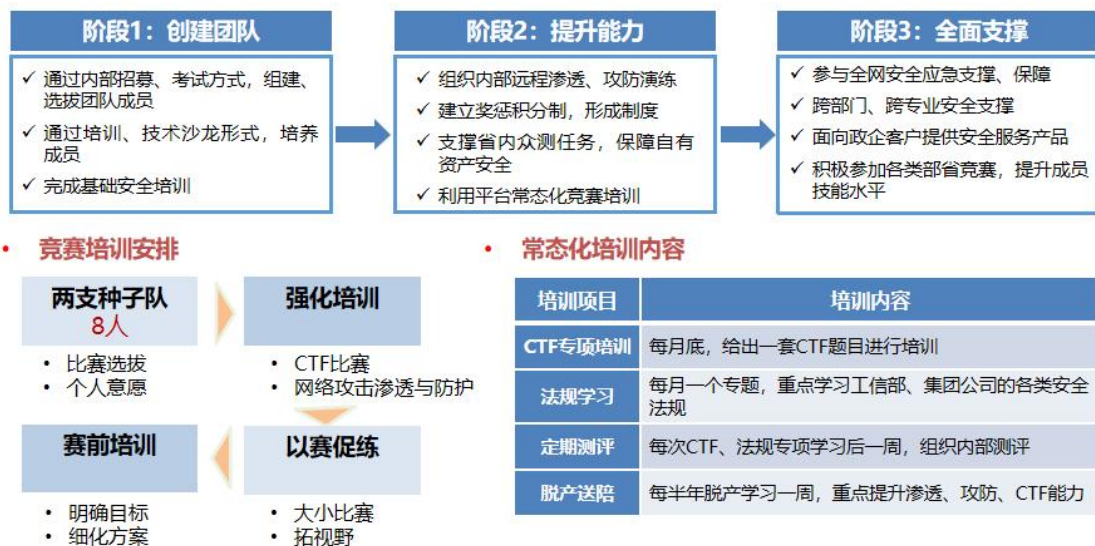 阶段1：创建团队
✓ 通过内部招募、考试方式，组建、
选拔团队成员
✓ 通过培训、技术沙龙形式，培养
成员
✓ 完成基础安全培训
阶段2：提升能力
✓ 组织内部远程渗透、攻防演练
✓ 建立奖惩积分制，形成制度
✓ 支撑省内众测任务，保障自有
资产安全
✓ 利用平台常态化竞赛培训
阶段3：全面支撑
✓ 参与全网安全应急支撑、保障
✓ 跨部门、跨专业安全支撑
✓ 面向政企客户提供安全服务产品
✓ 积极参加各类部省竞赛，提升成员
技能水平
• 竞赛培训安排
两支种子队
8人
• 比赛选拔
• 个人意愿
强化培训
• CTF比赛
• 网络攻击渗透与防护
以赛促练
• 大小比赛
• 拓视野
赛前培训
• 明确目标
• 细化方案
• 常态化培训内容
培训项目 培训内容
CTF专项培训 每月底，给出一套CTF题目进行培训
法规学习 每月一个专题，重点学习工信部、集团公司的各类安全
法规
定期测评 每次CTF、法规专项学习后一周，组织内部测评
脱产送陪 每半年脱产学习一周，重点提升渗透、攻防、CTF能力